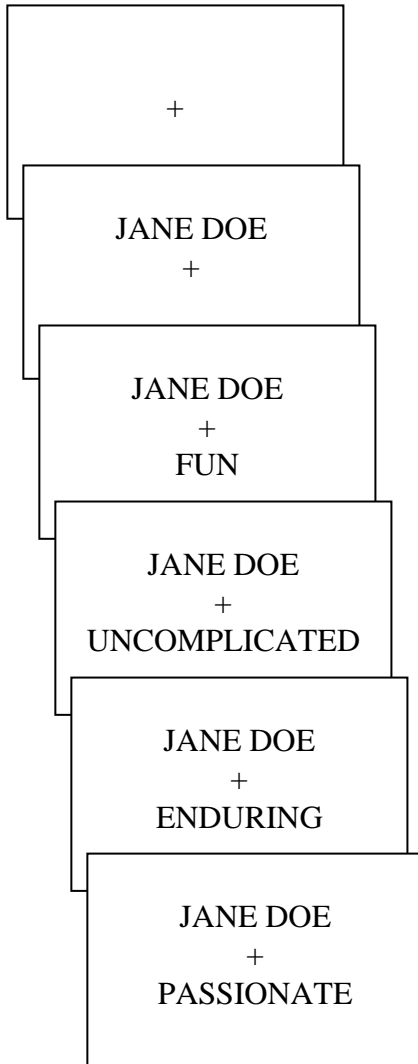 +
JANE DOE
+
JANE DOE
+
FUN
JANE DOE
+
UNCOMPLICATED
JANE DOE
+
ENDURING
JANE DOE
+
PASSIONATE